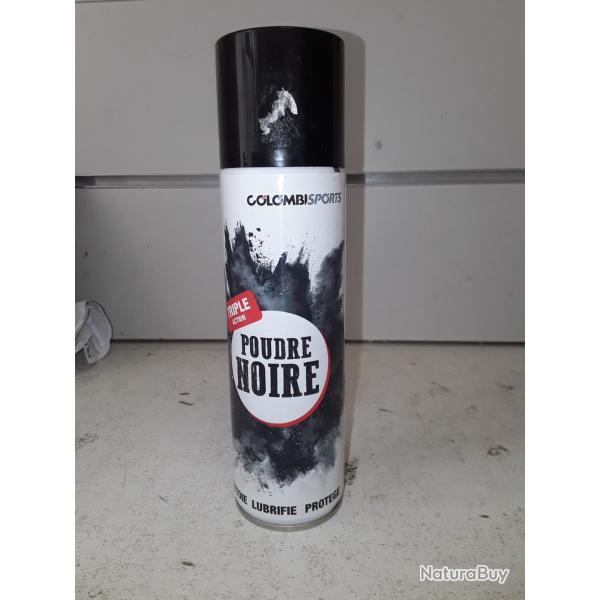 COLOMBISPORTS
TRIPLE
ACTION
POUDRE
NOIRE
LUBRIFIE PROTEGE
NaturaBuy